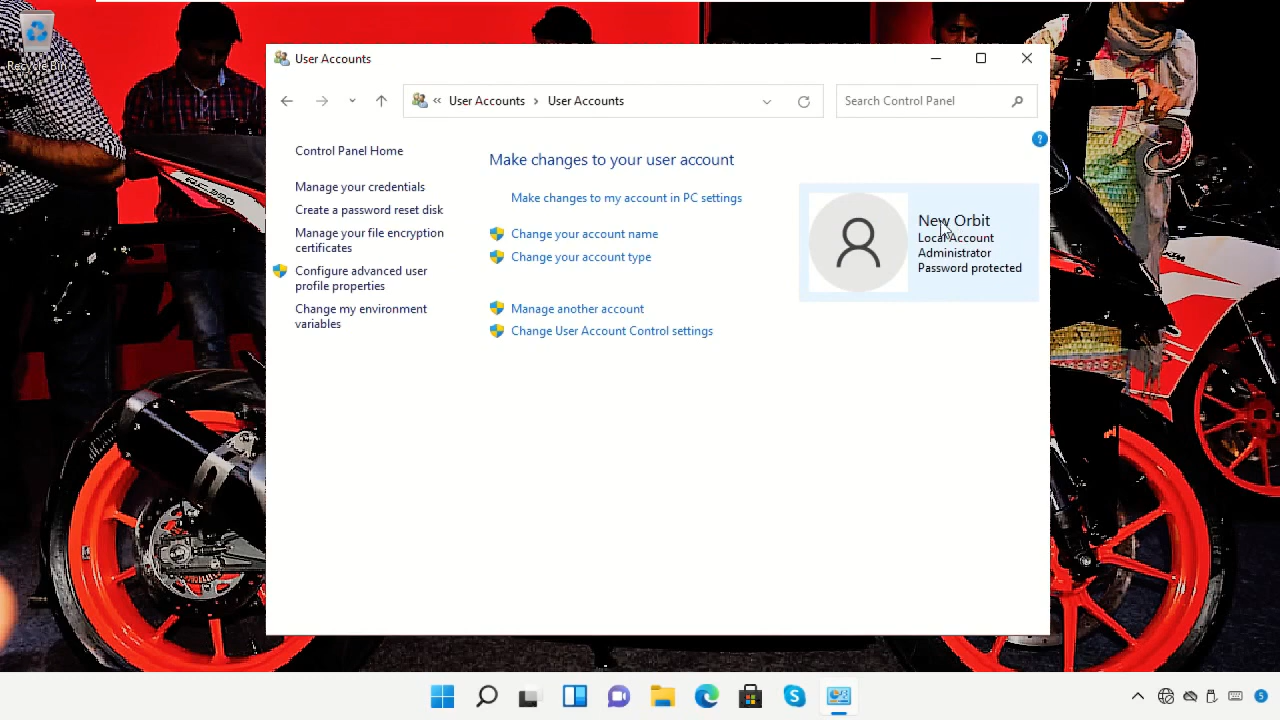 Recycle Bin
User Accounts
« User Accounts > User Accounts
Search Control Panel
?
Control Panel Home
Manage your credentials
Create a password reset disk
Manage your file encryption
certificates
Configure advanced user
profile properties
Change my environment
variables
Make changes to your user account
Make changes to my account in PC settings
Change your account name
Change your account type
Manage another account
Change User Account Control settings
New Orbit
Local Account
Administrator
Password protected
5